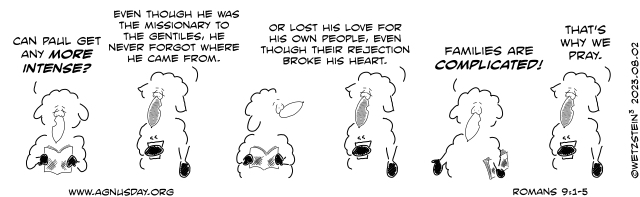 CAN PAUL GET
ANY MORE
INTENSE?
EVEN THOUGH HE WAS
THE MISSIONARY TO
THE GENTILES, HE
NEVER FORGOT WHERE
HE CAME FROM.
OR LOST HIS LOVE FOR
HIS OWN PEOPLE, EVEN
THOUGH THEIR REJECTION
BROKE HIS HEART.
FAMILIES ARE
COMPLICATED!
THAT'S
WHY WE
PRAY.
©WETZSTEIN³ 2023.08.02
WWW.AGNUSDAY.ORG
ROMANS 9:1-5